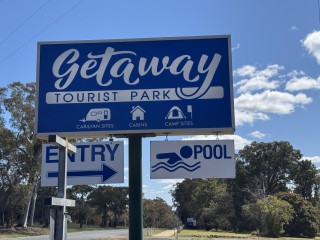 Getaway
TOURIST PARK
CARAVAN SITES CABINS CAMP SITES
ENTRY
POOL